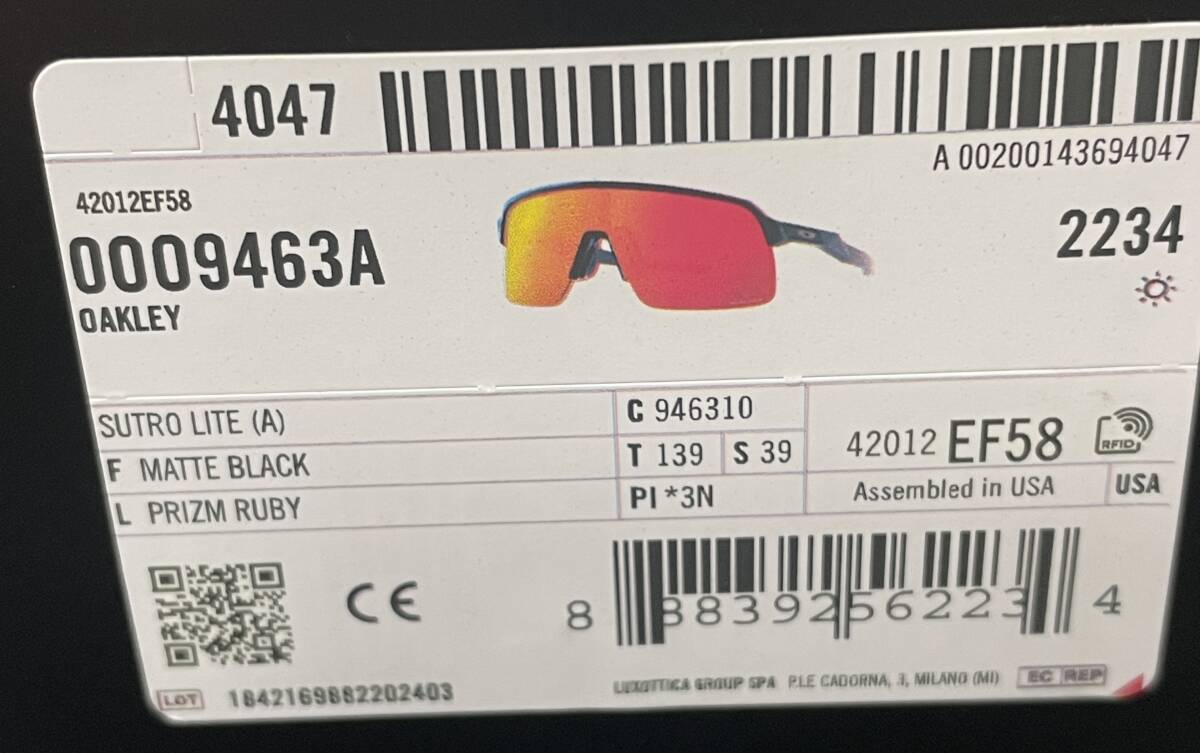 4047
A 00200143694047
42012EF58
0009463A
OAKLEY
2234
SUTRO LITE (A)
F MATTE BLACK
L PRIZM RUBY
C 946310
T 139 S 39
PI *3N
42012 EF58
RFID
Assembled in USA
USA
CE
8 88392 56223 4
LOT 1842169882202403
LUXOTTICA GROUP SPA P.LE CADORNA, 3, MILANO (MI) EC REP